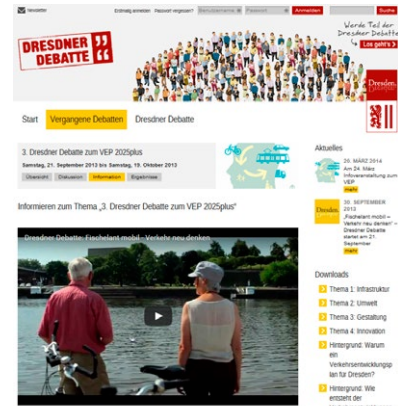 Newsletter
Erstmalig anmelden
Passwort vergessen?
Benutzername
Passwort
Anmelden
Suche
Werde Teil der
Dresdner Debatte
Los geht's
DRESDNER
DEBATTE
Dresden.
Start
Vergangene Debatten
Dresdner Debatte
3. Dresdner Debatte zum VEP 2025plus
Samstag, 21. September 2013 bis Samstag, 19. Oktober 2013
Übersicht
Diskussion
Information
Ergebnisse
Informieren zum Thema „3. Dresdner Debatte zum VEP 2025plus"
Dresdner Debatte: Fischelant mobil - Verkehr neu denken
Aktuelles
20. MÄRZ 2014
Am 24. März
Infoveranstaltung zum
VEP
mehr
30. SEPTEMBER
2013
„Fischelant mobil –
Verkehr neu denken" –
Dresdner Debatte
startet am 21.
September
mehr
Downloads
Thema 1: Infrastruktur
Thema 2: Umwelt
Thema 3: Gestaltung
Thema 4: Innovation
Hintergrund: Warum
ein
Verkehrsentwicklungsp
lan für Dresden?
Hintergrund: Wie
entsteht der